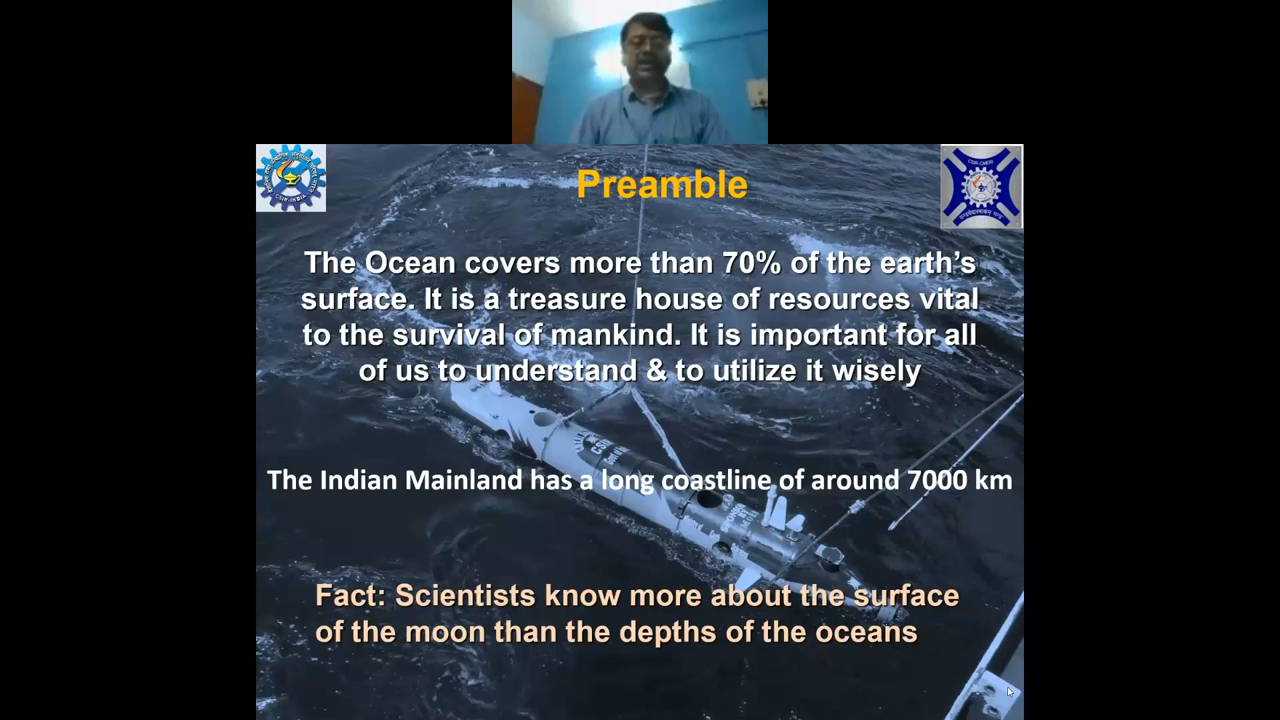 CSIR-CMERI
Preamble
The Ocean covers more than 70% of the earth's
surface. It is a treasure house of resources vital
to the survival of mankind. It is important for all
of us to understand & to utilize it wisely
The Indian Mainland has a long coastline of around 7000 km
Fact: Scientists know more about the surface
of the moon than the depths of the oceans